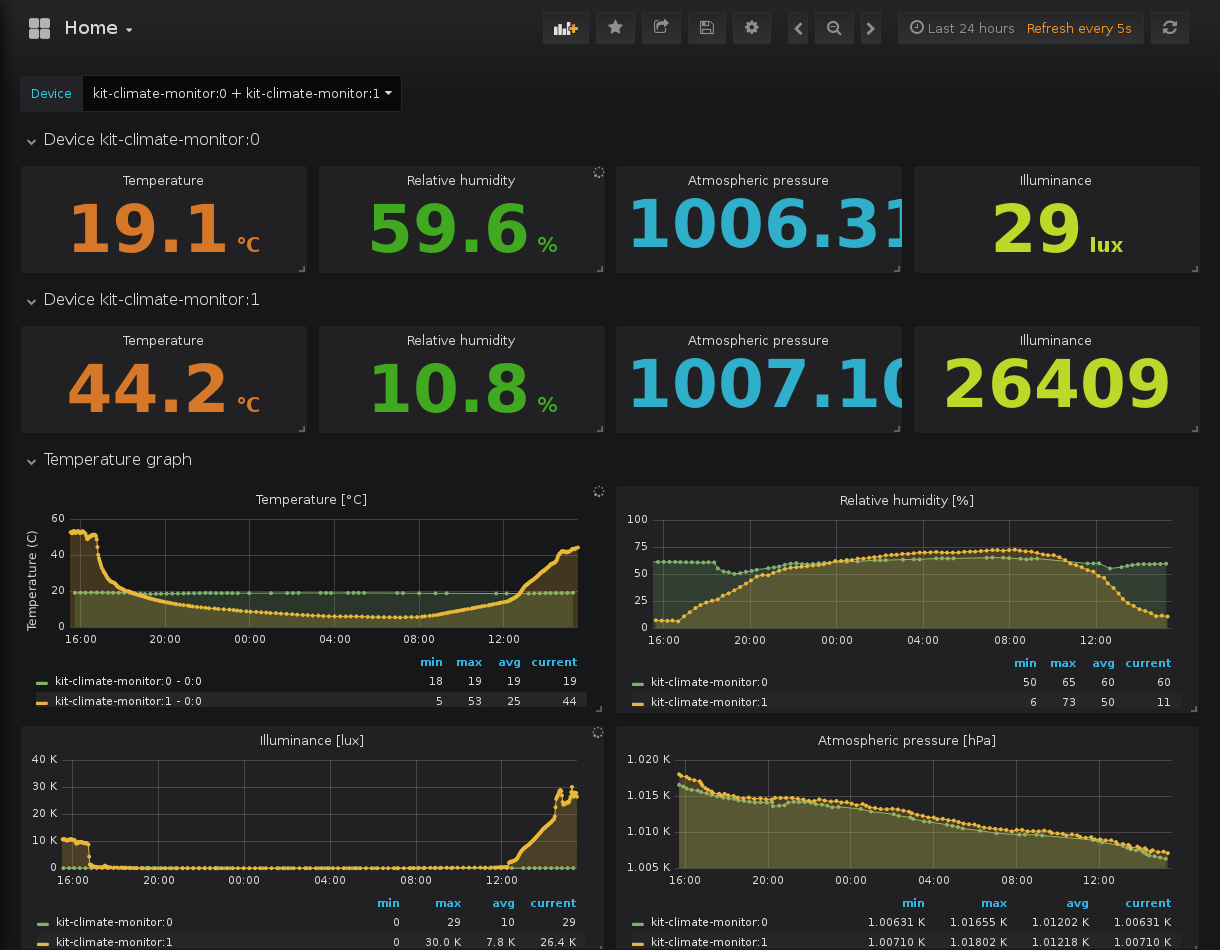 Home
Last 24 hours Refresh every 5s
Device kit-climate-monitor:0 + kit-climate-monitor:1
Device kit-climate-monitor:0
Temperature Relative humidity Atmospheric pressure Illuminance
19.1 °C 59.6 % 1006.31 29 lux
Device kit-climate-monitor:1
Temperature Relative humidity Atmospheric pressure Illuminance
44.2 °C 10.8 % 1007.10 26409
Temperature graph
Temperature [°C]
Temperature (C)
60
40
20
0
16:00 20:00 00:00 04:00 08:00 12:00
min max avg current
kit-climate-monitor:0 - 0:0 18 19 19 19
kit-climate-monitor:1 - 0:0 5 53 25 44
Relative humidity [%]
100
75
50
25
0
16:00 20:00 00:00 04:00 08:00 12:00
min max avg current
kit-climate-monitor:0 50 65 60 60
kit-climate-monitor:1 6 73 50 11
Illuminance [lux]
40 K
30 K
20 K
10 K
0
16:00 20:00 00:00 04:00 08:00 12:00
min max avg current
kit-climate-monitor:0 0 29 10 29
kit-climate-monitor:1 0 30.0 K 7.8 K 26.4 K
Atmospheric pressure [hPa]
1.020 K
1.015 K
1.010 K
1.005 K
16:00 20:00 00:00 04:00 08:00 12:00
min max avg current
kit-climate-monitor:0 1.00631 K 1.01655 K 1.01202 K 1.00631 K
kit-climate-monitor:1 1.00710 K 1.01802 K 1.01218 K 1.00710 K